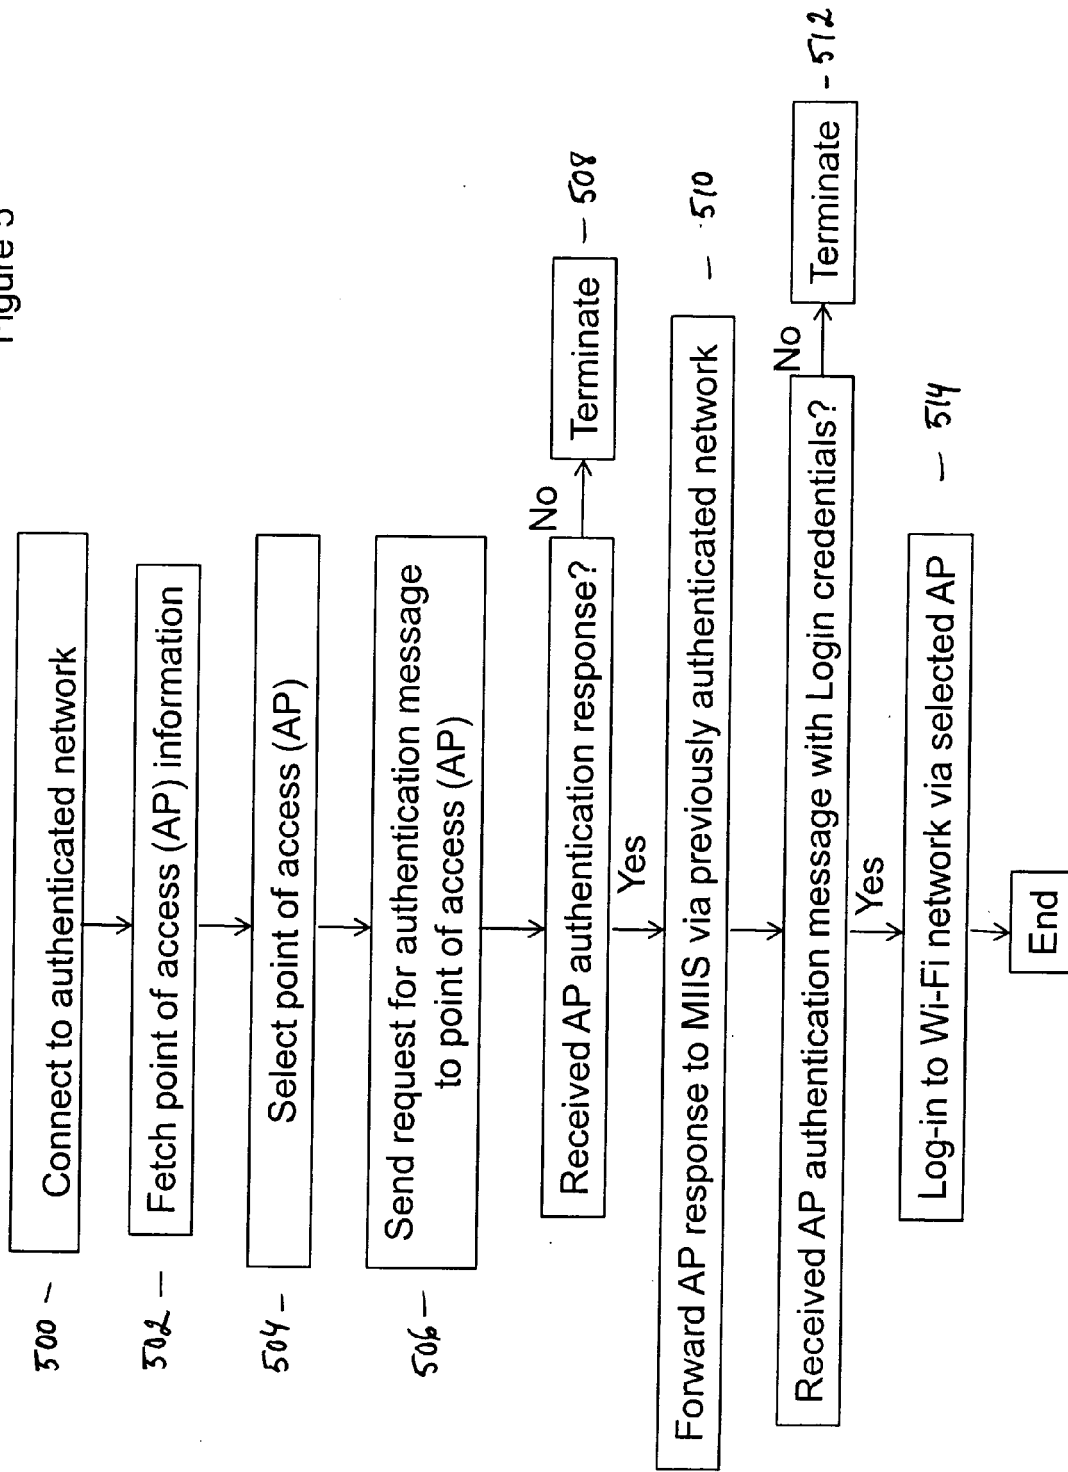 Figure 5
500 — Connect to authenticated network
502 — Fetch point of access (AP) information
504 — Select point of access (AP)
506 — Send request for authentication message
to point of access (AP)
Received AP authentication response?
No
Terminate — 508
Yes
Forward AP response to MIIS via previously authenticated network — 510
Received AP authentication message with Login credentials?
No
Terminate - 512
Yes
Log-in to Wi-Fi network via selected AP — 514
End